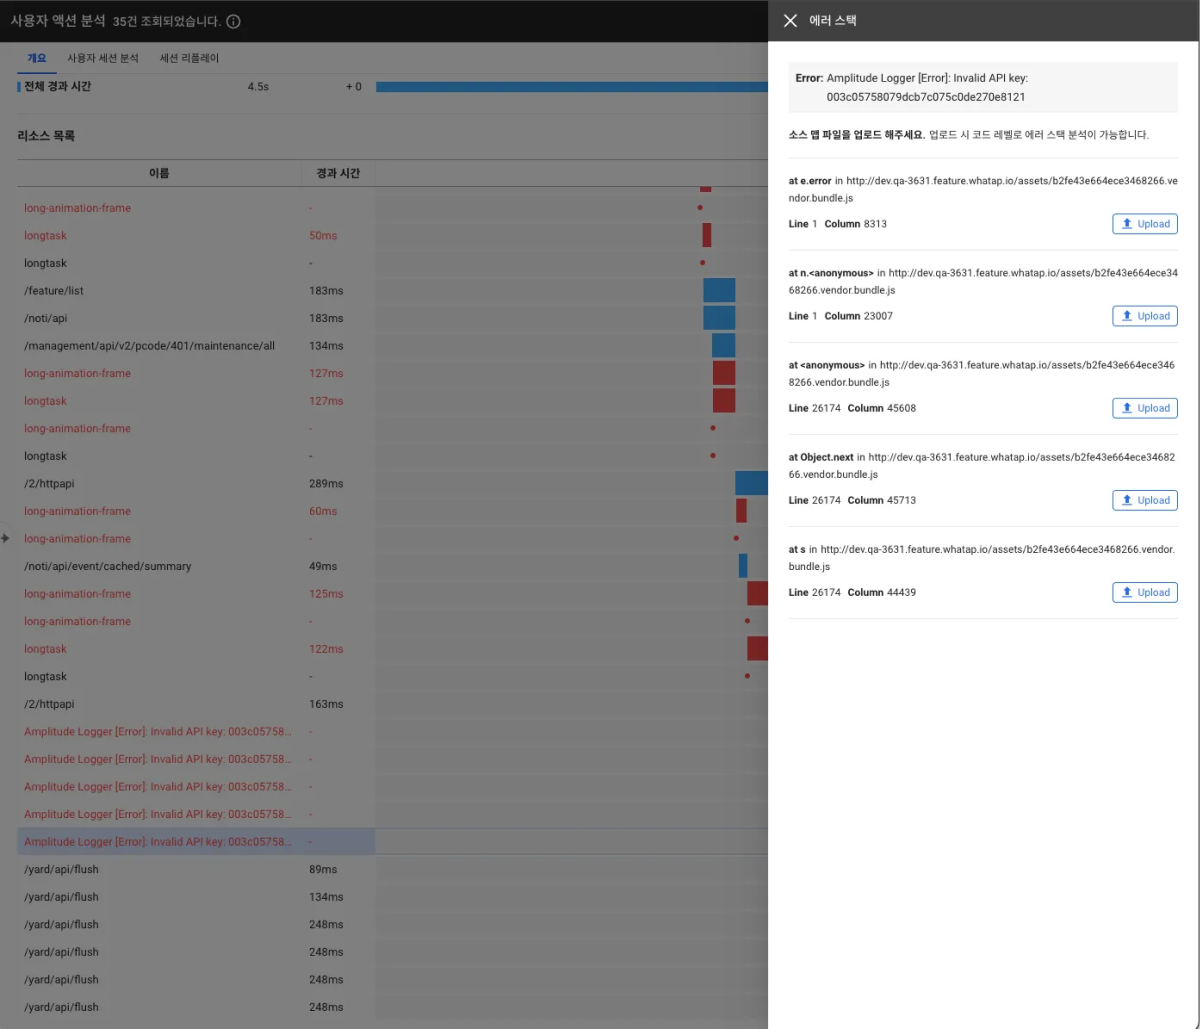 사용자 액션 분석 35건 조회되었습니다.
개요 사용자 세션 분석 세션 리플레이
전체 경과 시간 4.5s + 0
리소스 목록
이름 경과 시간
long-animation-frame -
longtask 50ms
longtask -
/feature/list 183ms
/noti/api 183ms
/management/api/v2/pcode/401/maintenance/all 134ms
long-animation-frame 127ms
longtask 127ms
long-animation-frame -
longtask -
/2/httpapi 289ms
long-animation-frame 60ms
long-animation-frame -
/noti/api/event/cached/summary 49ms
long-animation-frame 125ms
long-animation-frame -
longtask 122ms
longtask -
/2/httpapi 163ms
Amplitude Logger [Error]: Invalid API key: 003c05758... -
Amplitude Logger [Error]: Invalid API key: 003c05758... -
Amplitude Logger [Error]: Invalid API key: 003c05758... -
Amplitude Logger [Error]: Invalid API key: 003c05758... -
Amplitude Logger [Error]: Invalid API key: 003c05758... -
/yard/api/flush 89ms
/yard/api/flush 134ms
/yard/api/flush 248ms
/yard/api/flush 248ms
/yard/api/flush 248ms
/yard/api/flush 248ms
에러 스택
Error: Amplitude Logger [Error]: Invalid API key:
003c05758079dcb7c075c0de270e8121
소스 맵 파일을 업로드 해주세요. 업로드 시 코드 레벨로 에러 스택 분석이 가능합니다.
at e.error in http://dev.qa-3631.feature.whatap.io/assets/b2fe43e664ece3468266.ve
ndor.bundle.js
Line 1 Column 8313 Upload
at n.<anonymous> in http://dev.qa-3631.feature.whatap.io/assets/b2fe43e664ece34
68266.vendor.bundle.js
Line 1 Column 23007 Upload
at <anonymous> in http://dev.qa-3631.feature.whatap.io/assets/b2fe43e664ece346
8266.vendor.bundle.js
Line 26174 Column 45608 Upload
at Object.next in http://dev.qa-3631.feature.whatap.io/assets/b2fe43e664ece34682
66.vendor.bundle.js
Line 26174 Column 45713 Upload
at s in http://dev.qa-3631.feature.whatap.io/assets/b2fe43e664ece3468266.vendor.
bundle.js
Line 26174 Column 44439 Upload